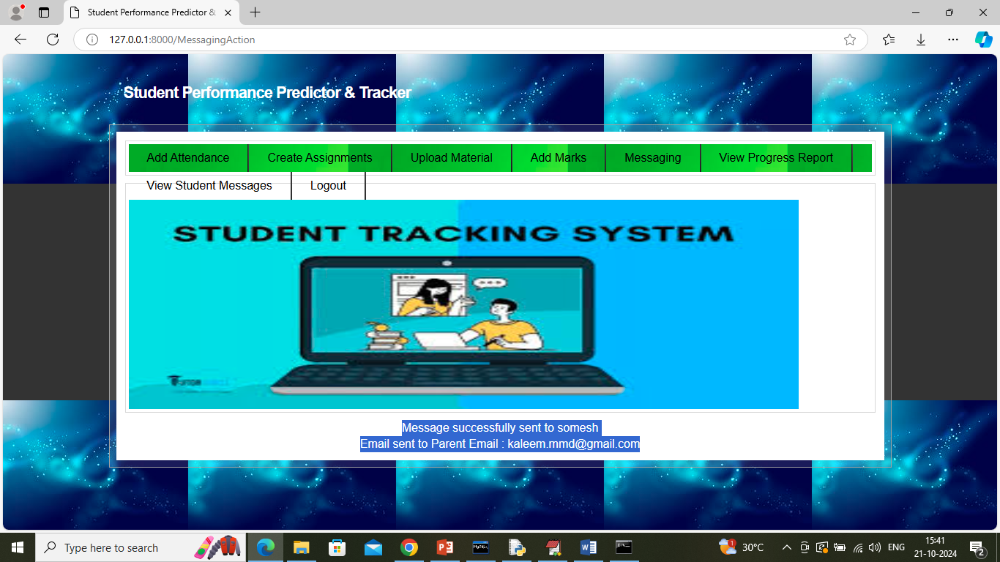 Student Performance Predictor &
127.0.0.1:8000/MessagingAction
Student Performance Predictor & Tracker
Add Attendance
Create Assignments
Upload Material
Add Marks
Messaging
View Progress Report
View Student Messages
Logout
STUDENT TRACKING SYSTEM
Message successfully sent to somesh
Email sent to Parent Email : kaleem.mmd@gmail.com
Type here to search
1
30°C
ENG
15:41
21-10-2024
2